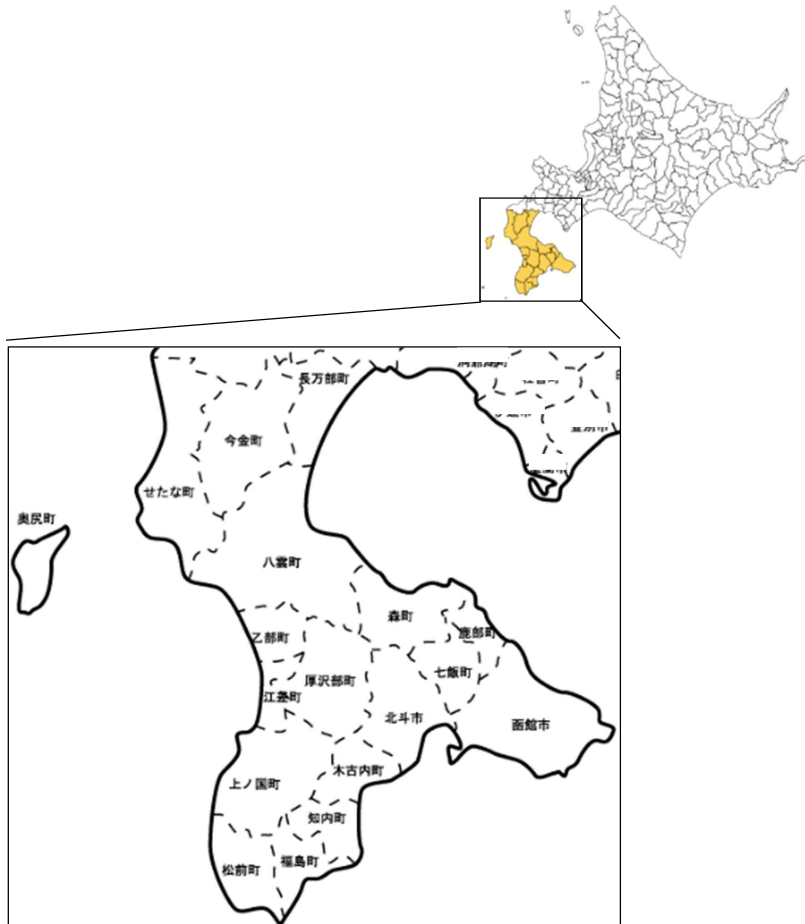 長万部町
今金町
せたな町
奥尻町
八雲町
森町
鹿部町
乙部町
七飯町
厚沢部町
江差町
北斗市
函館市
木古内町
上ノ国町
知内町
福島町
松前町